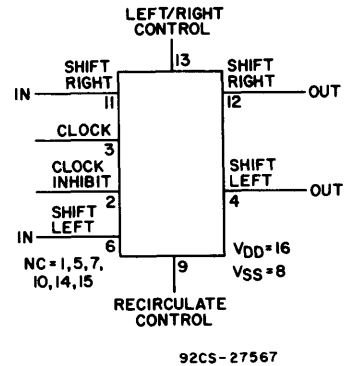 LEFT/RIGHT
CONTROL
13
SHIFT
RIGHT
IN
11
SHIFT
RIGHT
12
OUT
CLOCK
3
CLOCK
INHIBIT
2
SHIFT
LEFT
4
OUT
SHIFT
LEFT
IN
6
NC = 1, 5, 7,
10, 14, 15
9
VDD = 16
VSS = 8
RECIRCULATE
CONTROL
92CS-27567